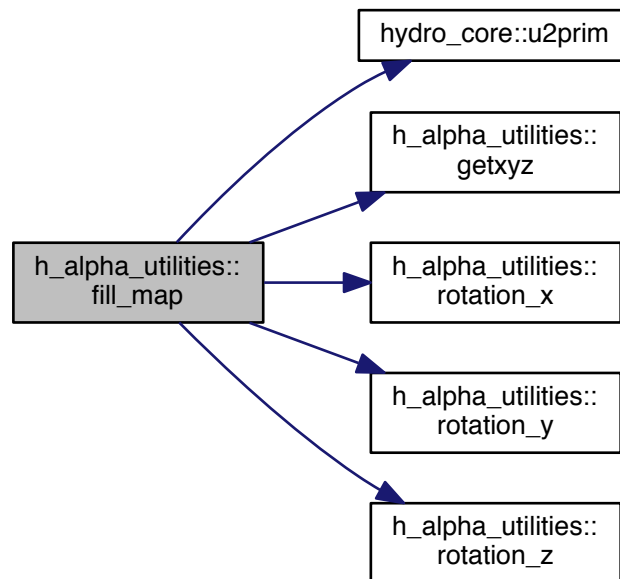 hydro_core::u2prim
h_alpha_utilities::
getxyz
h_alpha_utilities::
fill_map
h_alpha_utilities::
rotation_x
h_alpha_utilities::
rotation_y
h_alpha_utilities::
rotation_z